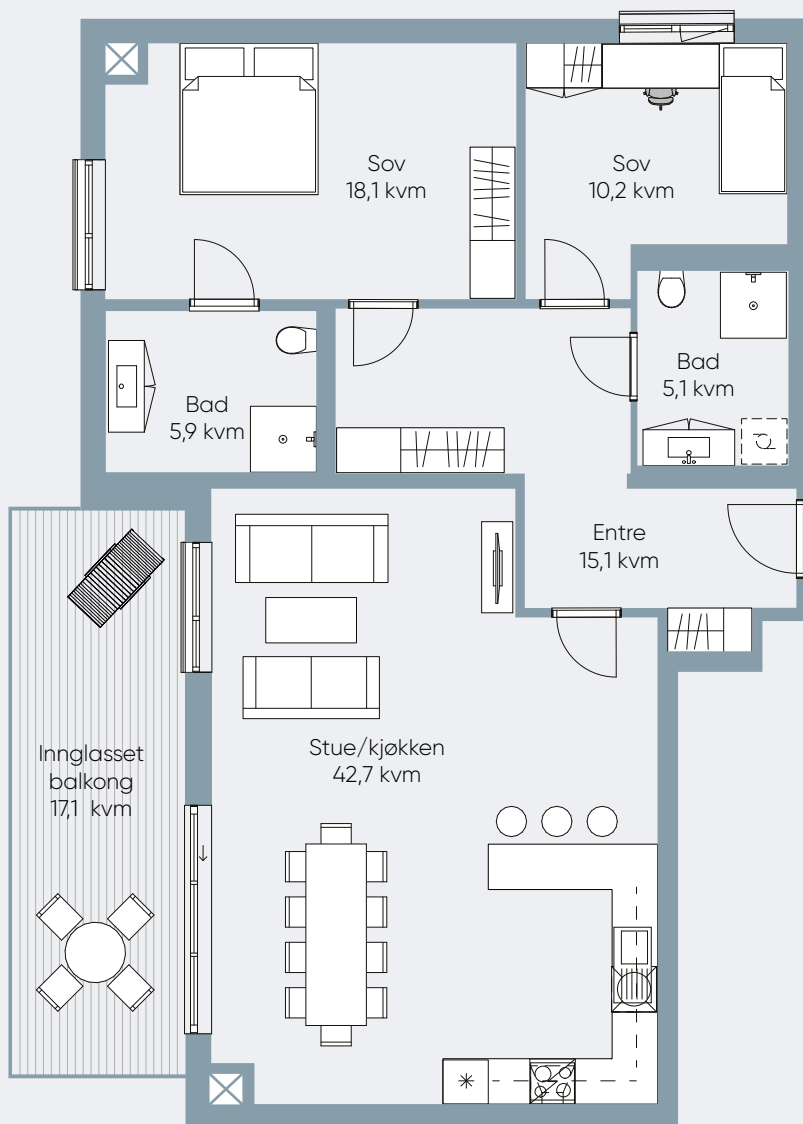 Sov
18,1 kvm
Sov
10,2 kvm
Bad
5,9 kvm
Bad
5,1 kvm
Entre
15,1 kvm
Stue/kjøkken
42,7 kvm
Innglasset
balkong
17,1 kvm